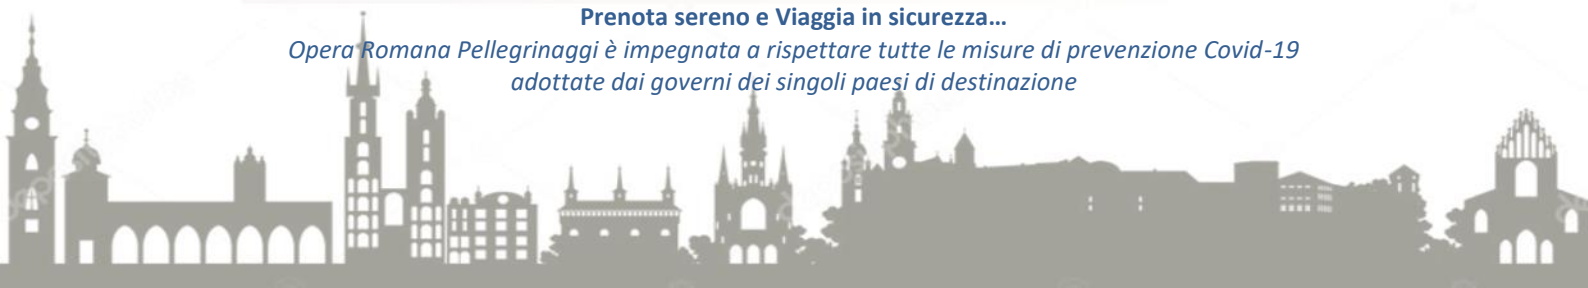 Prenota sereno e Viaggia in sicurezza…
Opera Romana Pellegrinaggi è impegnata a rispettare tutte le misure di prevenzione Covid-19
adottate dai governi dei singoli paesi di destinazione